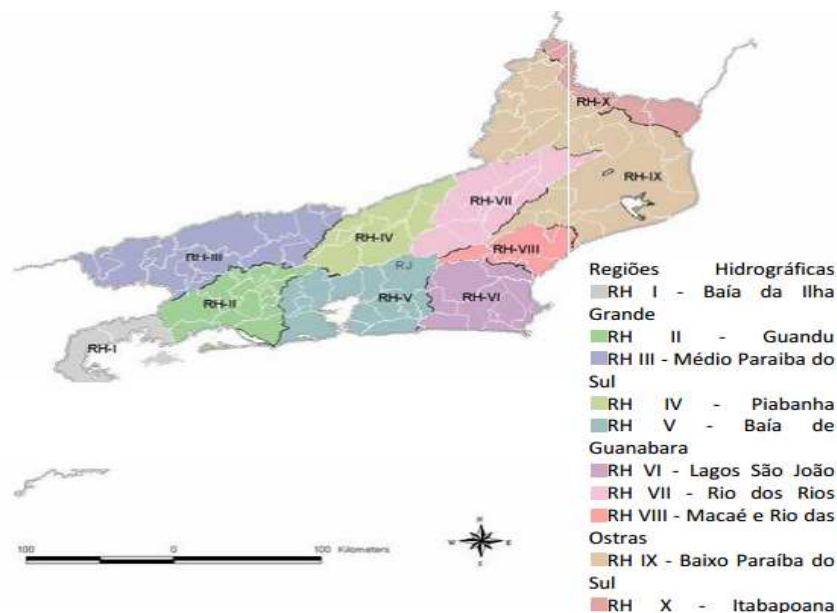 RH-X
RH-IX
RH-VII
RH-IV
RH-VIII
RH-III
RJ
RH-II
RH-V
RH-VI
RH-I
Regiões Hidrográficas
RH I - Baía da Ilha
Grande
RH II - Guandu
RH III - Médio Paraiba do
Sul
RH IV - Piabanha
RH V - Baía de
Guanabara
RH VI - Lagos São João
RH VII - Rio dos Rios
RH VIII - Macaé e Rio das
Ostras
RH IX - Baixo Paraíba do
Sul
RH X - Itabapoana
N
W E
S
100 0 100 Kilometers